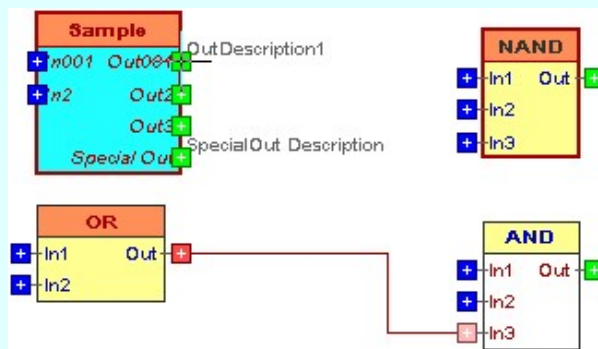 Sample
In001 Out001 OutDescription1
In2 Out2
Out3
Special Out SpecialOut Description
NAND
In1 Out
In2
In3
OR
In1 Out
In2
AND
In1 Out
In2
In3